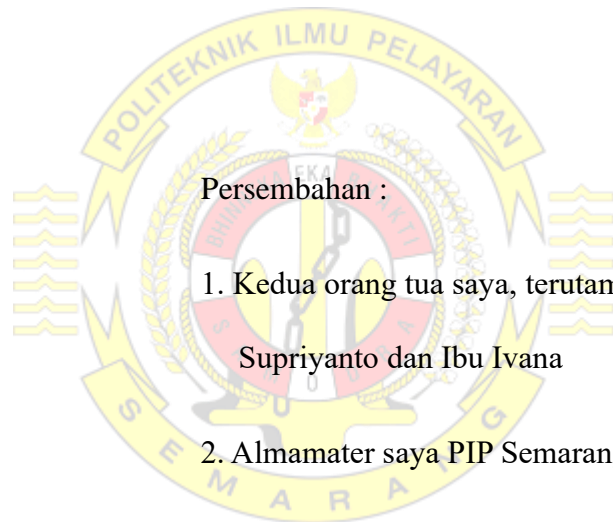 POLITEKNIK ILMU PELAYARAN
Persembahan :
1. Kedua orang tua saya, terutam
Supriyanto dan Ibu Ivana
2. Almamater saya PIP Semaran
SEMARANG